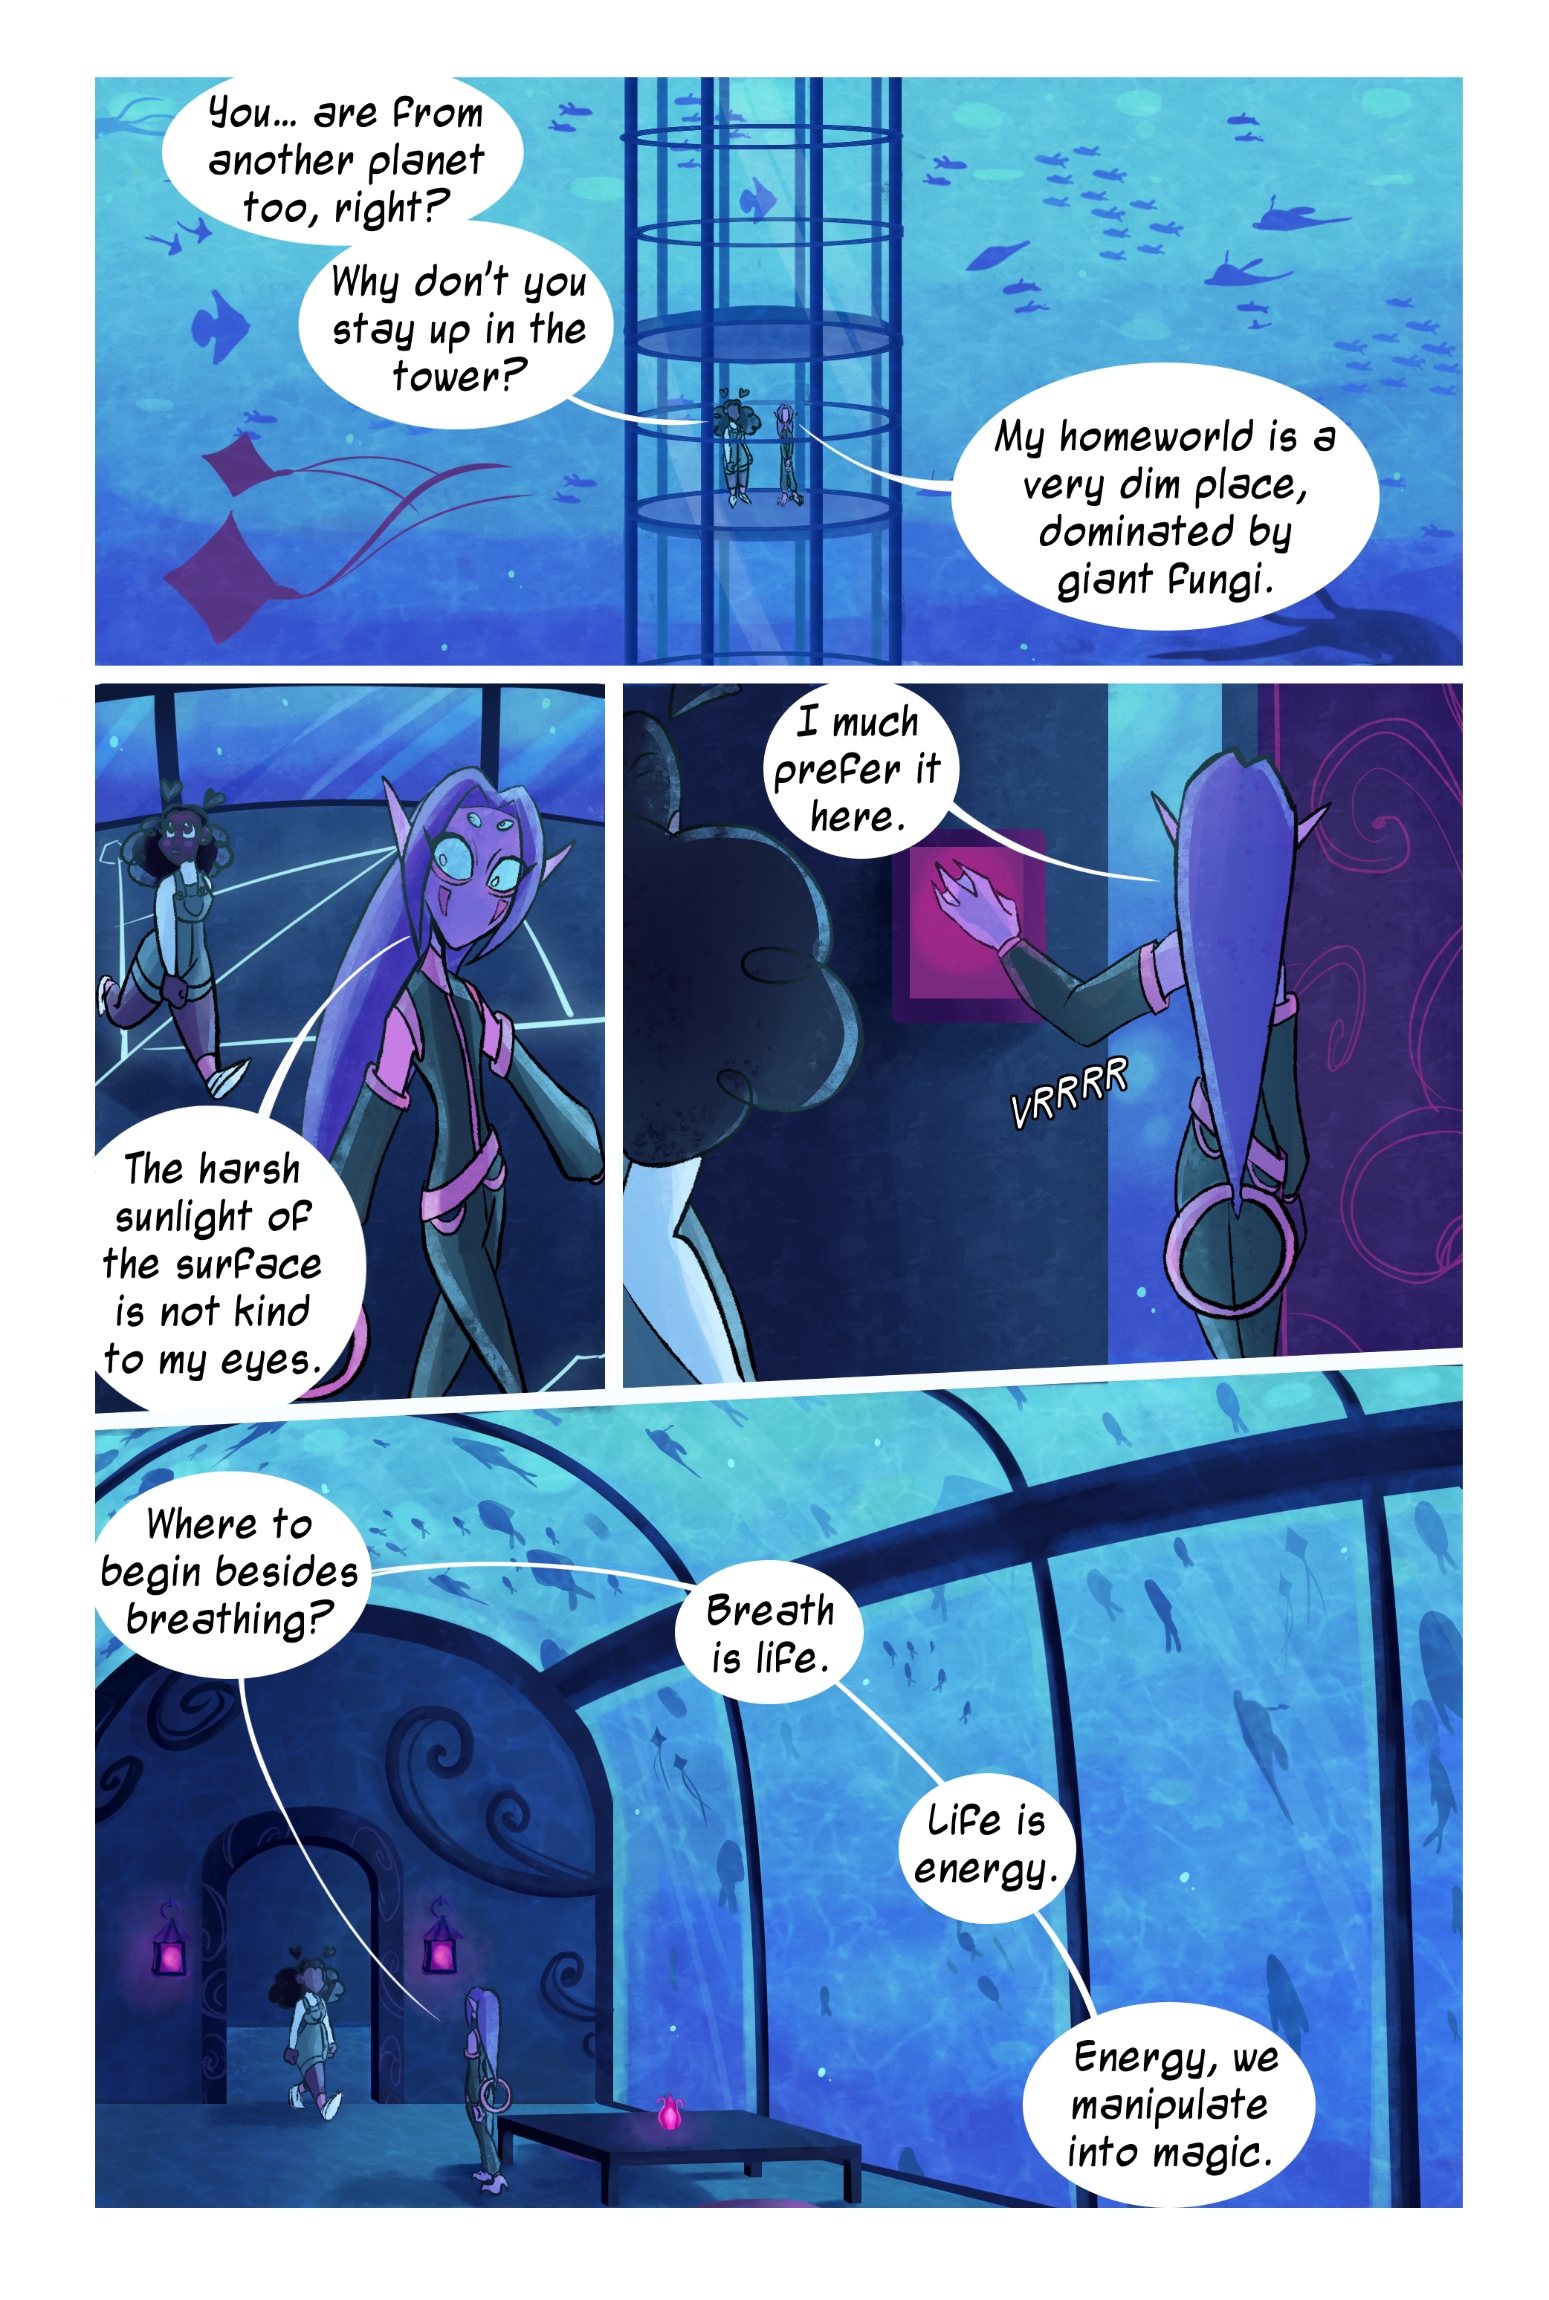 You... are from
another planet
too, right?
Why don't you
stay up in the
tower?
My homeworld is a
very dim place,
dominated by
giant fungi.
The harsh
sunlight of
the surface
is not kind
to my eyes.
I much
prefer it
here.
VRRRR
Where to
begin besides
breathing?
Breath
is life.
Life is
energy.
Energy, we
manipulate
into magic.